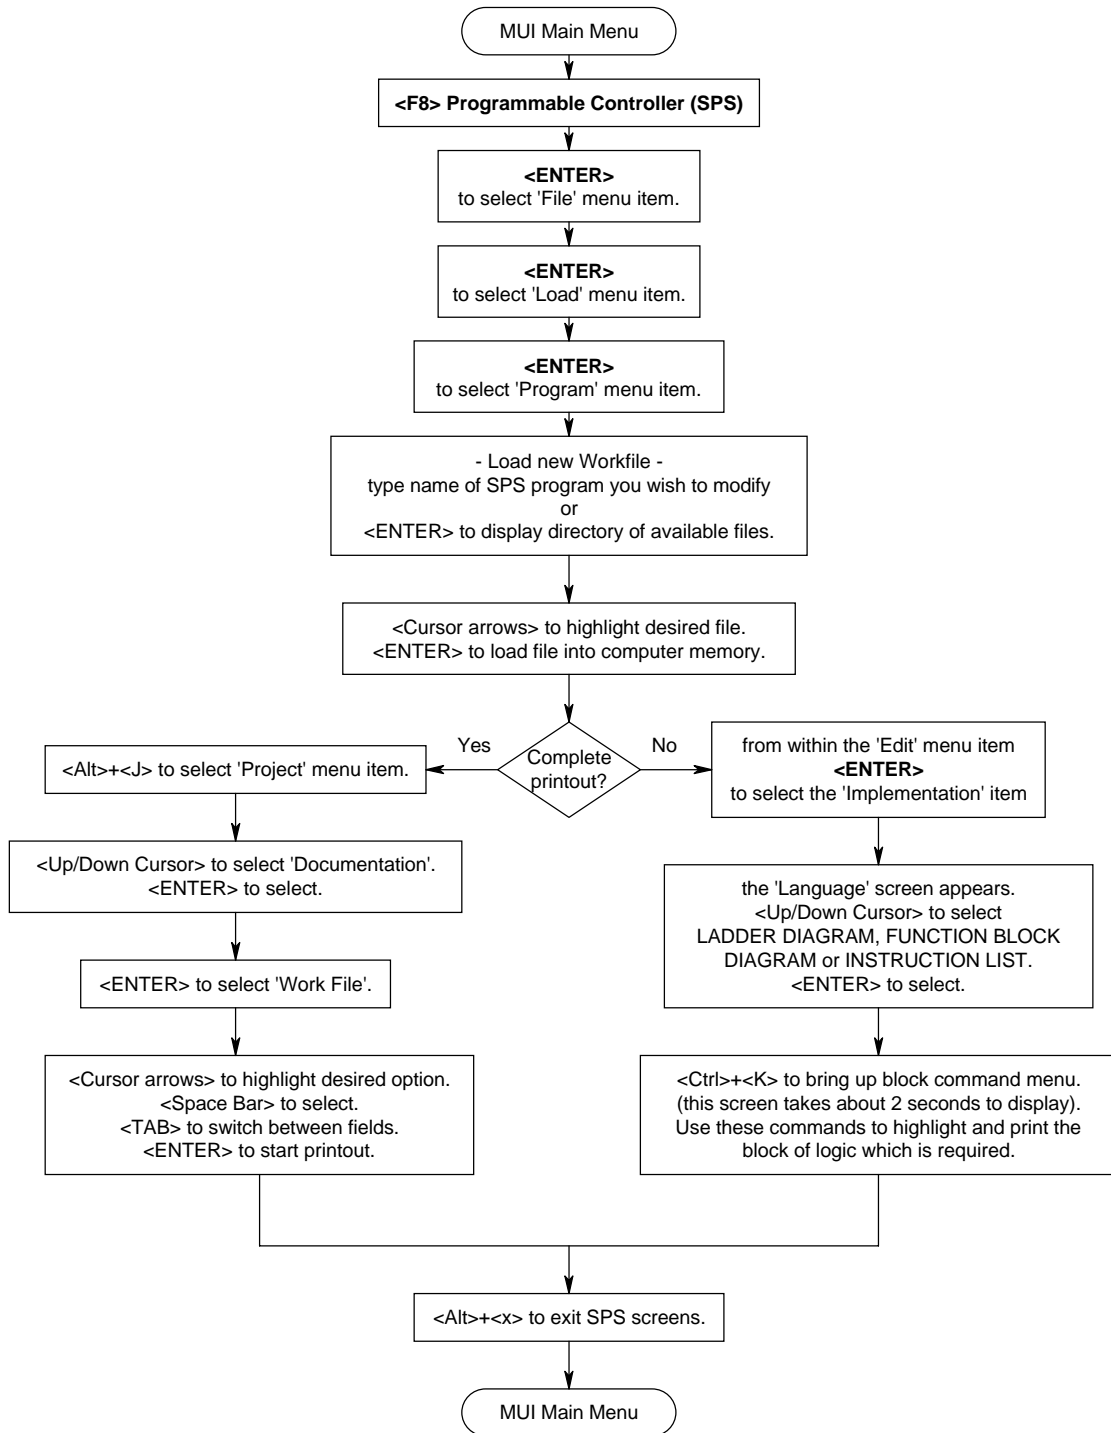 MUI Main Menu
<F8> Programmable Controller (SPS)
<ENTER>
to select 'File' menu item.
<ENTER>
to select 'Load' menu item.
<ENTER>
to select 'Program' menu item.
- Load new Workfile -
type name of SPS program you wish to modify
or
<ENTER> to display directory of available files.
<Cursor arrows> to highlight desired file.
<ENTER> to load file into computer memory.
Complete
printout?
Yes
No
<Alt>+<J> to select 'Project' menu item.
<Up/Down Cursor> to select 'Documentation'.
<ENTER> to select.
<ENTER> to select 'Work File'.
<Cursor arrows> to highlight desired option.
<Space Bar> to select.
<TAB> to switch between fields.
<ENTER> to start printout.
from within the 'Edit' menu item
<ENTER>
to select the 'Implementation' item
the 'Language' screen appears.
<Up/Down Cursor> to select
LADDER DIAGRAM, FUNCTION BLOCK
DIAGRAM or INSTRUCTION LIST.
<ENTER> to select.
<Ctrl>+<K> to bring up block command menu.
(this screen takes about 2 seconds to display).
Use these commands to highlight and print the
block of logic which is required.
<Alt>+<x> to exit SPS screens.
MUI Main Menu